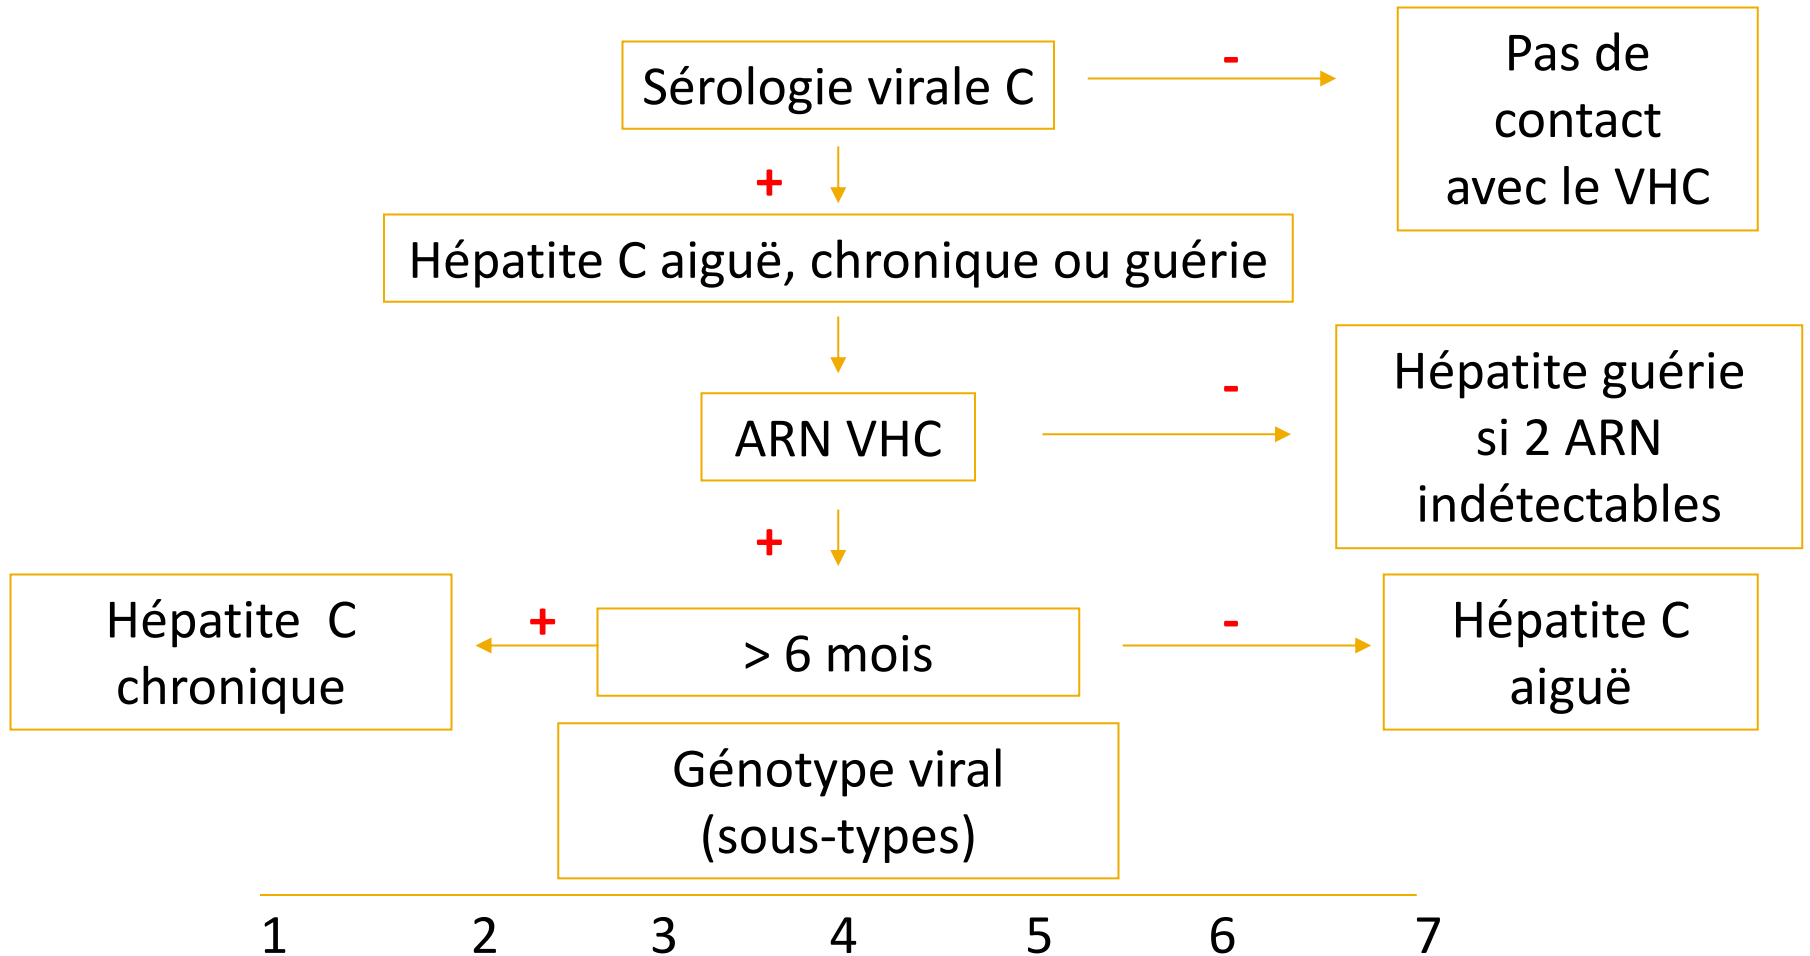 Sérologie virale C
-
Pas de
contact
avec le VHC
+
Hépatite C aiguë, chronique ou guérie
ARN VHC
-
Hépatite guérie
si 2 ARN
indétectables
+
Hépatite  C
chronique
+
> 6 mois
-
Hépatite C
aiguë
Génotype viral
(sous-types)
1 2 3 4 5 6 7